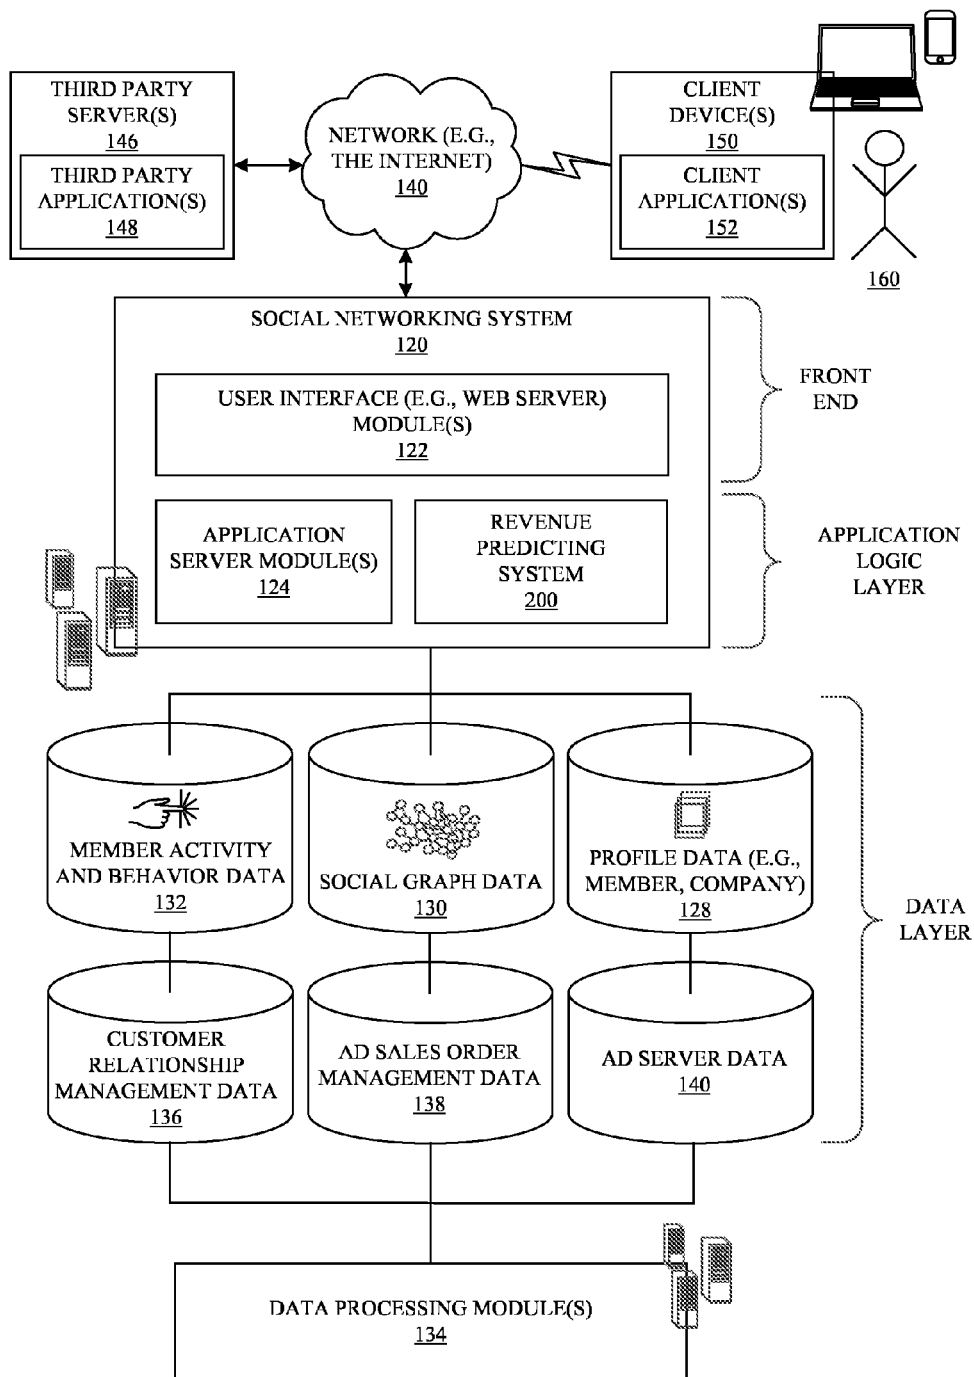 THIRD PARTY
SERVER(S)
146
THIRD PARTY
APPLICATION(S)
148
NETWORK (E.G.,
THE INTERNET)
140
CLIENT
DEVICE(S)
150
CLIENT
APPLICATION(S)
152
160
SOCIAL NETWORKING SYSTEM
120
USER INTERFACE (E.G., WEB SERVER)
MODULE(S)
122
FRONT
END
APPLICATION
SERVER MODULE(S)
124
REVENUE
PREDICTING
SYSTEM
200
APPLICATION
LOGIC
LAYER
MEMBER ACTIVITY
AND BEHAVIOR DATA
132
SOCIAL GRAPH DATA
130
PROFILE DATA (E.G.,
MEMBER, COMPANY)
128
DATA
LAYER
CUSTOMER
RELATIONSHIP
MANAGEMENT DATA
136
AD SALES ORDER
MANAGEMENT DATA
138
AD SERVER DATA
140
DATA PROCESSING MODULE(S)
134